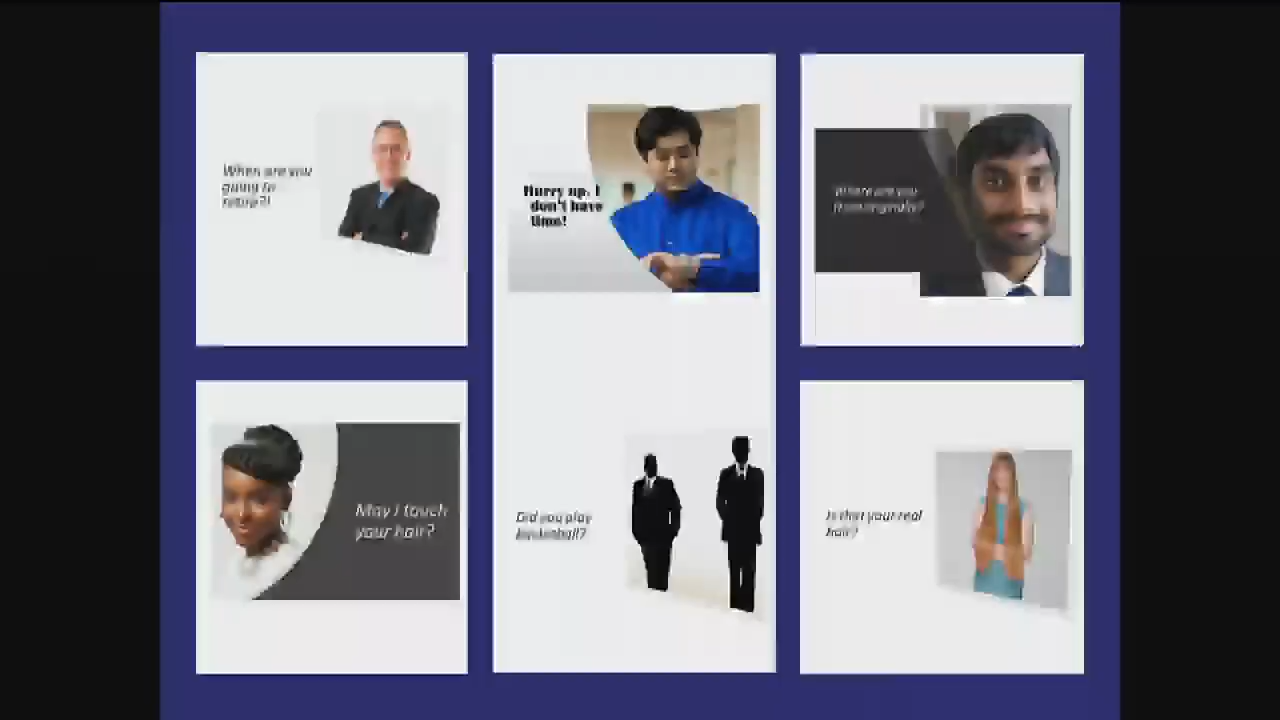 When are you
going to
retire?!
Hurry up, I
don't have
time!
Where are you
from originally?
May I touch
your hair?
Did you play
basketball?
Is that your real
hair?